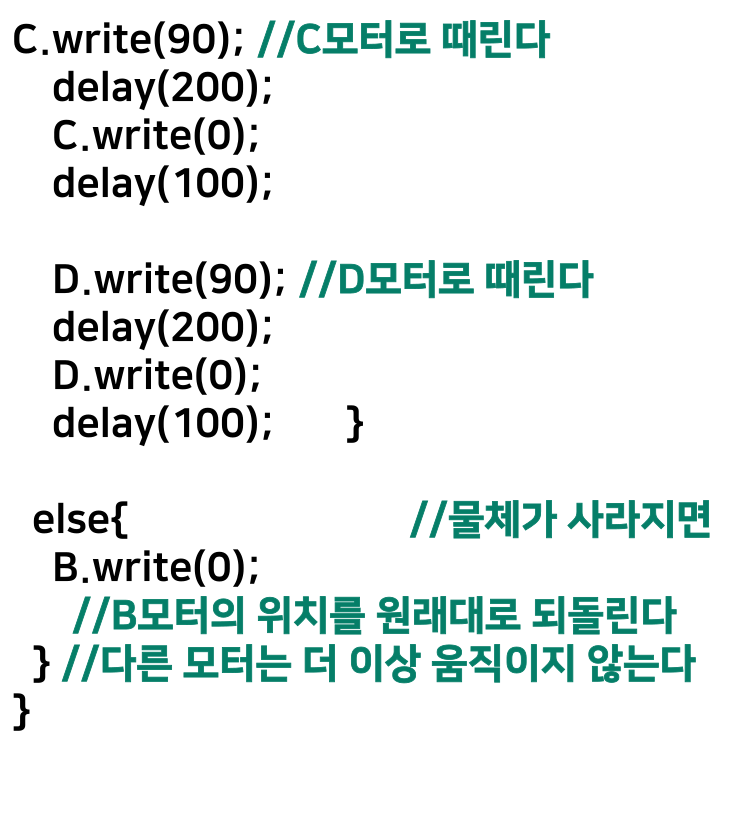 C.write(90); //C모터로 때린다
delay(200);
C.write(0);
delay(100);
D.write(90); //D모터로 때린다
delay(200);
D.write(0);
delay(100); }
else{ //물체가 사라지면
B.write(0);
//B모터의 위치를 원래대로 되돌린다
} //다른 모터는 더 이상 움직이지 않는다
}